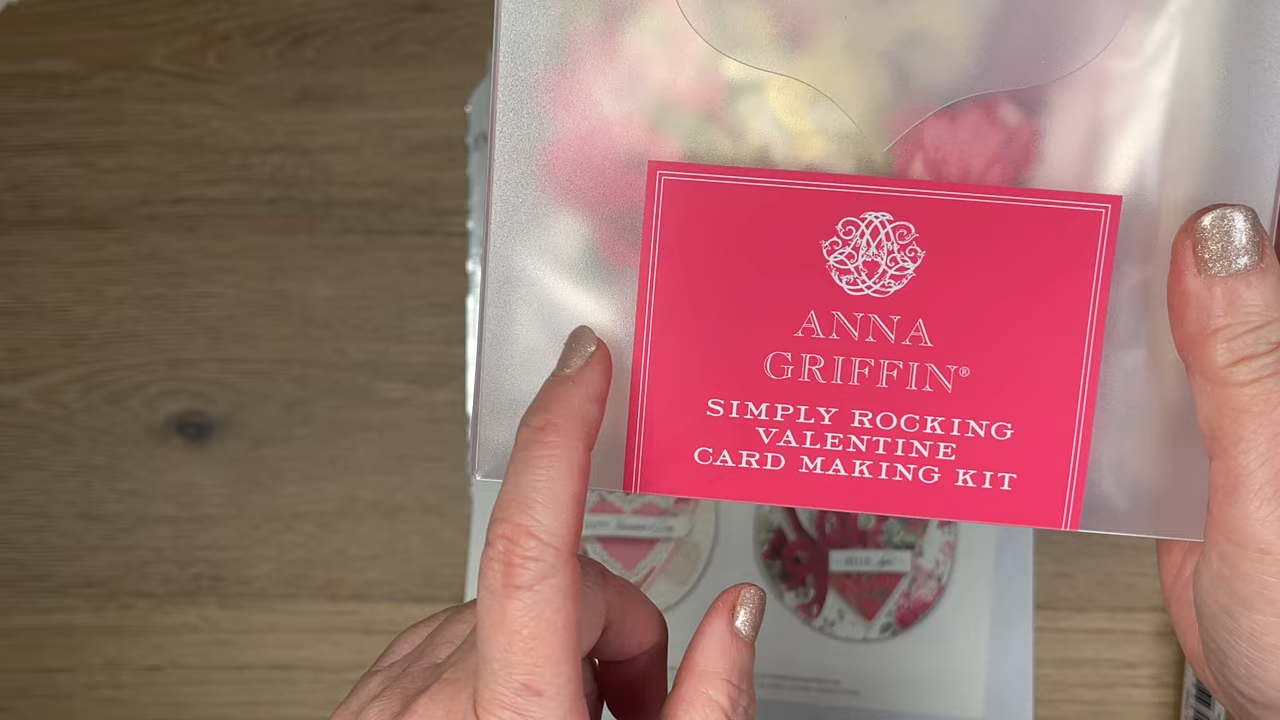 ANNA
GRIFFIN®
SIMPLY ROCKING
VALENTINE
CARD MAKING KIT